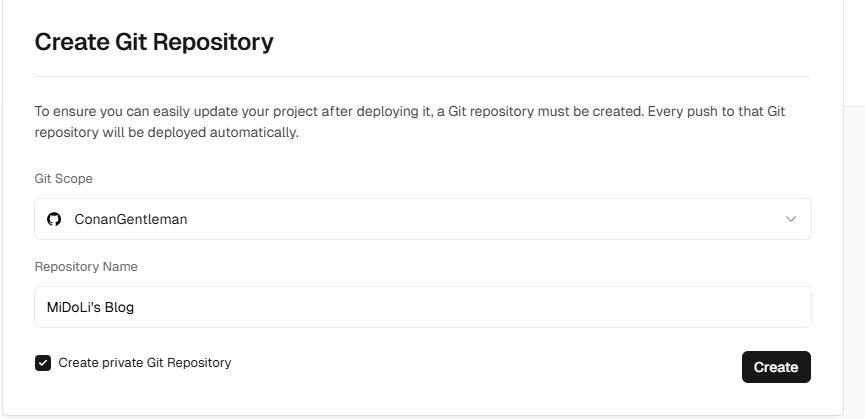 Create Git Repository
To ensure you can easily update your project after deploying it, a Git repository must be created. Every push to that Git
repository will be deployed automatically.
Git Scope
ConanGentleman
Repository Name
MiDoLi's Blog
Create private Git Repository
Create